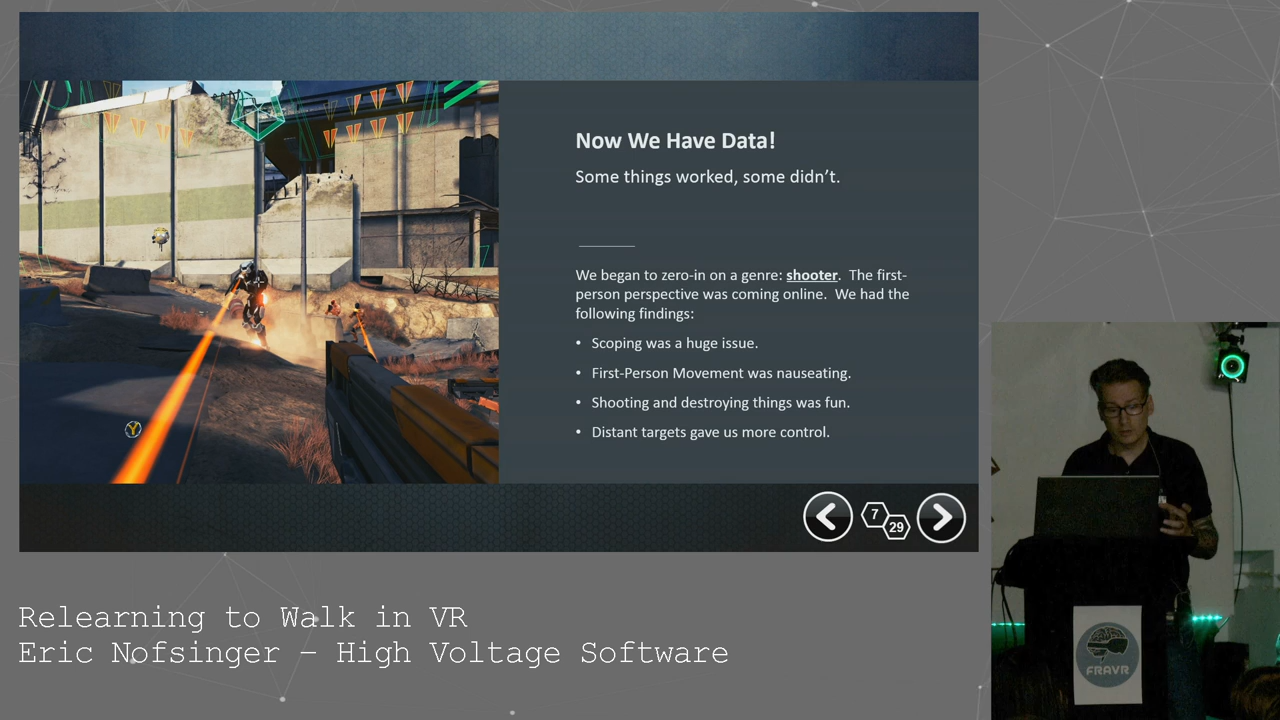 Now We Have Data!
Some things worked, some didn't.
We began to zero-in on a genre: shooter. The first-
person perspective was coming online. We had the
following findings:
• Scoping was a huge issue.
• First-Person Movement was nauseating.
• Shooting and destroying things was fun.
• Distant targets gave us more control.
7
29
Relearning to Walk in VR
Eric Nofsinger – High Voltage Software
FRAVR